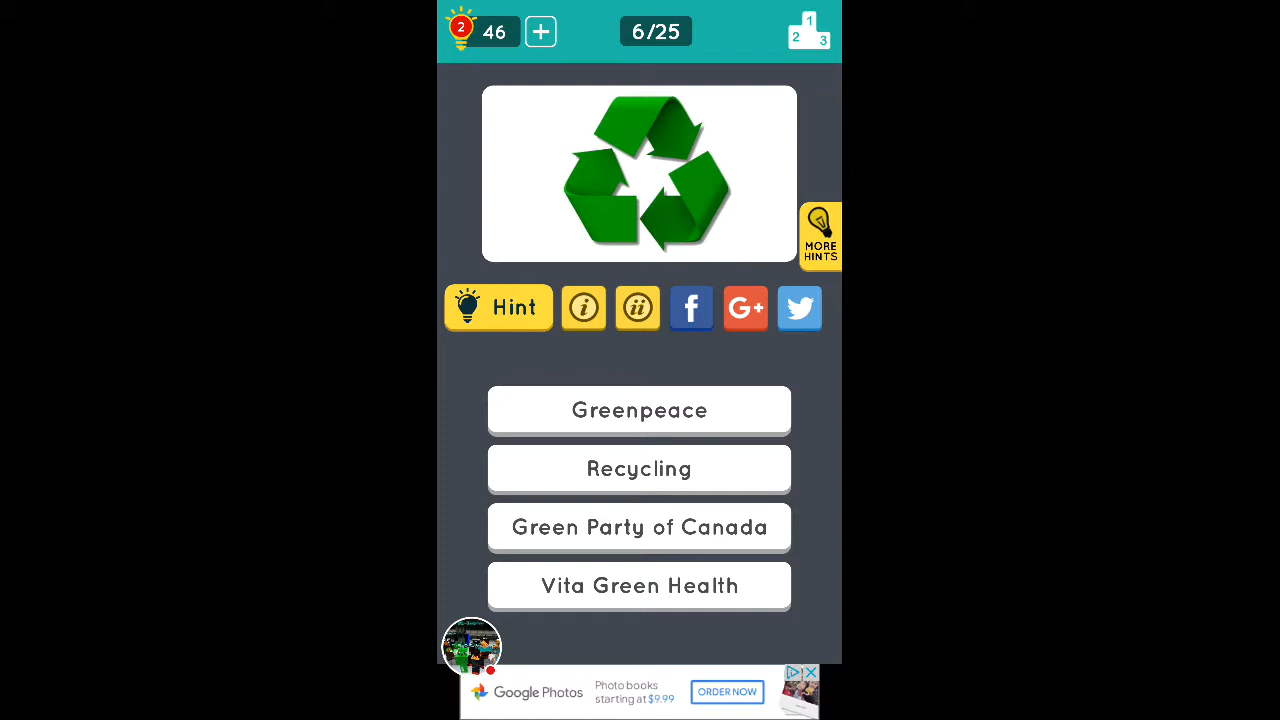 2 46 + 6/25 1 2 3
MORE
HINTS
Hint i ii f G+
Greenpeace
Recycling
Green Party of Canada
Vita Green Health
Google Photos Photo books
starting at $9.99 ORDER NOW